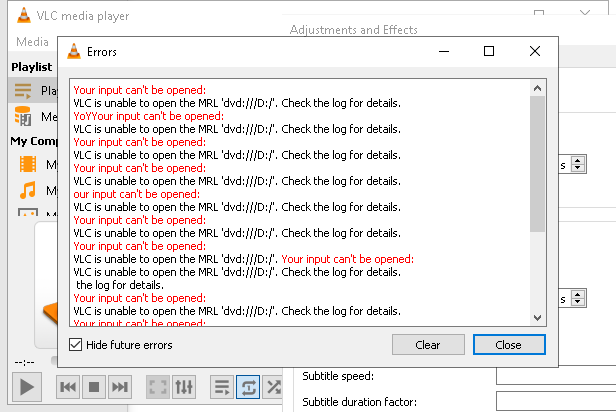 VLC media player
Adjustments and Effects
Media
Errors
Playlist
Pla
Me
My Comp
My
My
Your input can't be opened:
VLC is unable to open the MRL 'dvd:///D:/'. Check the log for details.
YoYYour input can't be opened:
VLC is unable to open the MRL 'dvd:///D:/'. Check the log for details.
Your input can't be opened:
VLC is unable to open the MRL 'dvd:///D:/'. Check the log for details.
Your input can't be opened:
VLC is unable to open the MRL 'dvd:///D:/'. Check the log for details.
our input can't be opened:
VLC is unable to open the MRL 'dvd:///D:/'. Check the log for details.
Your input can't be opened:
VLC is unable to open the MRL 'dvd:///D:/'. Check the log for details.
Your input can't be opened:
VLC is unable to open the MRL 'dvd:///D:/'. Your input can't be opened:
VLC is unable to open the MRL 'dvd:///D:/'. Check the log for details.
the log for details.
Your input can't be opened:
VLC is unable to open the MRL 'dvd:///D:/'. Check the log for details.
Your input can't be opened:
s
s
Hide future errors
Clear
Close
--:--
Subtitle speed:
Subtitle duration factor: